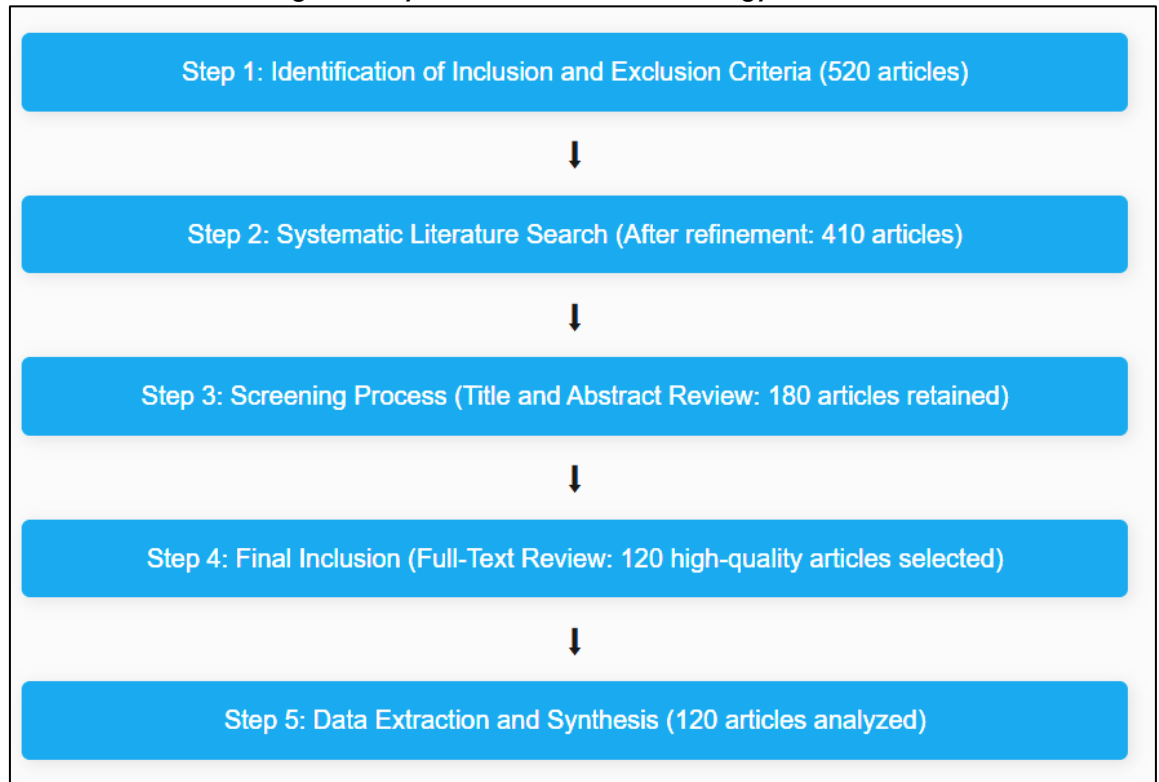 Step 1: Identification of Inclusion and Exclusion Criteria (520 articles)
Step 2: Systematic Literature Search (After refinement: 410 articles)
Step 3: Screening Process (Title and Abstract Review: 180 articles retained)
Step 4: Final Inclusion (Full-Text Review: 120 high-quality articles selected)
Step 5: Data Extraction and Synthesis (120 articles analyzed)